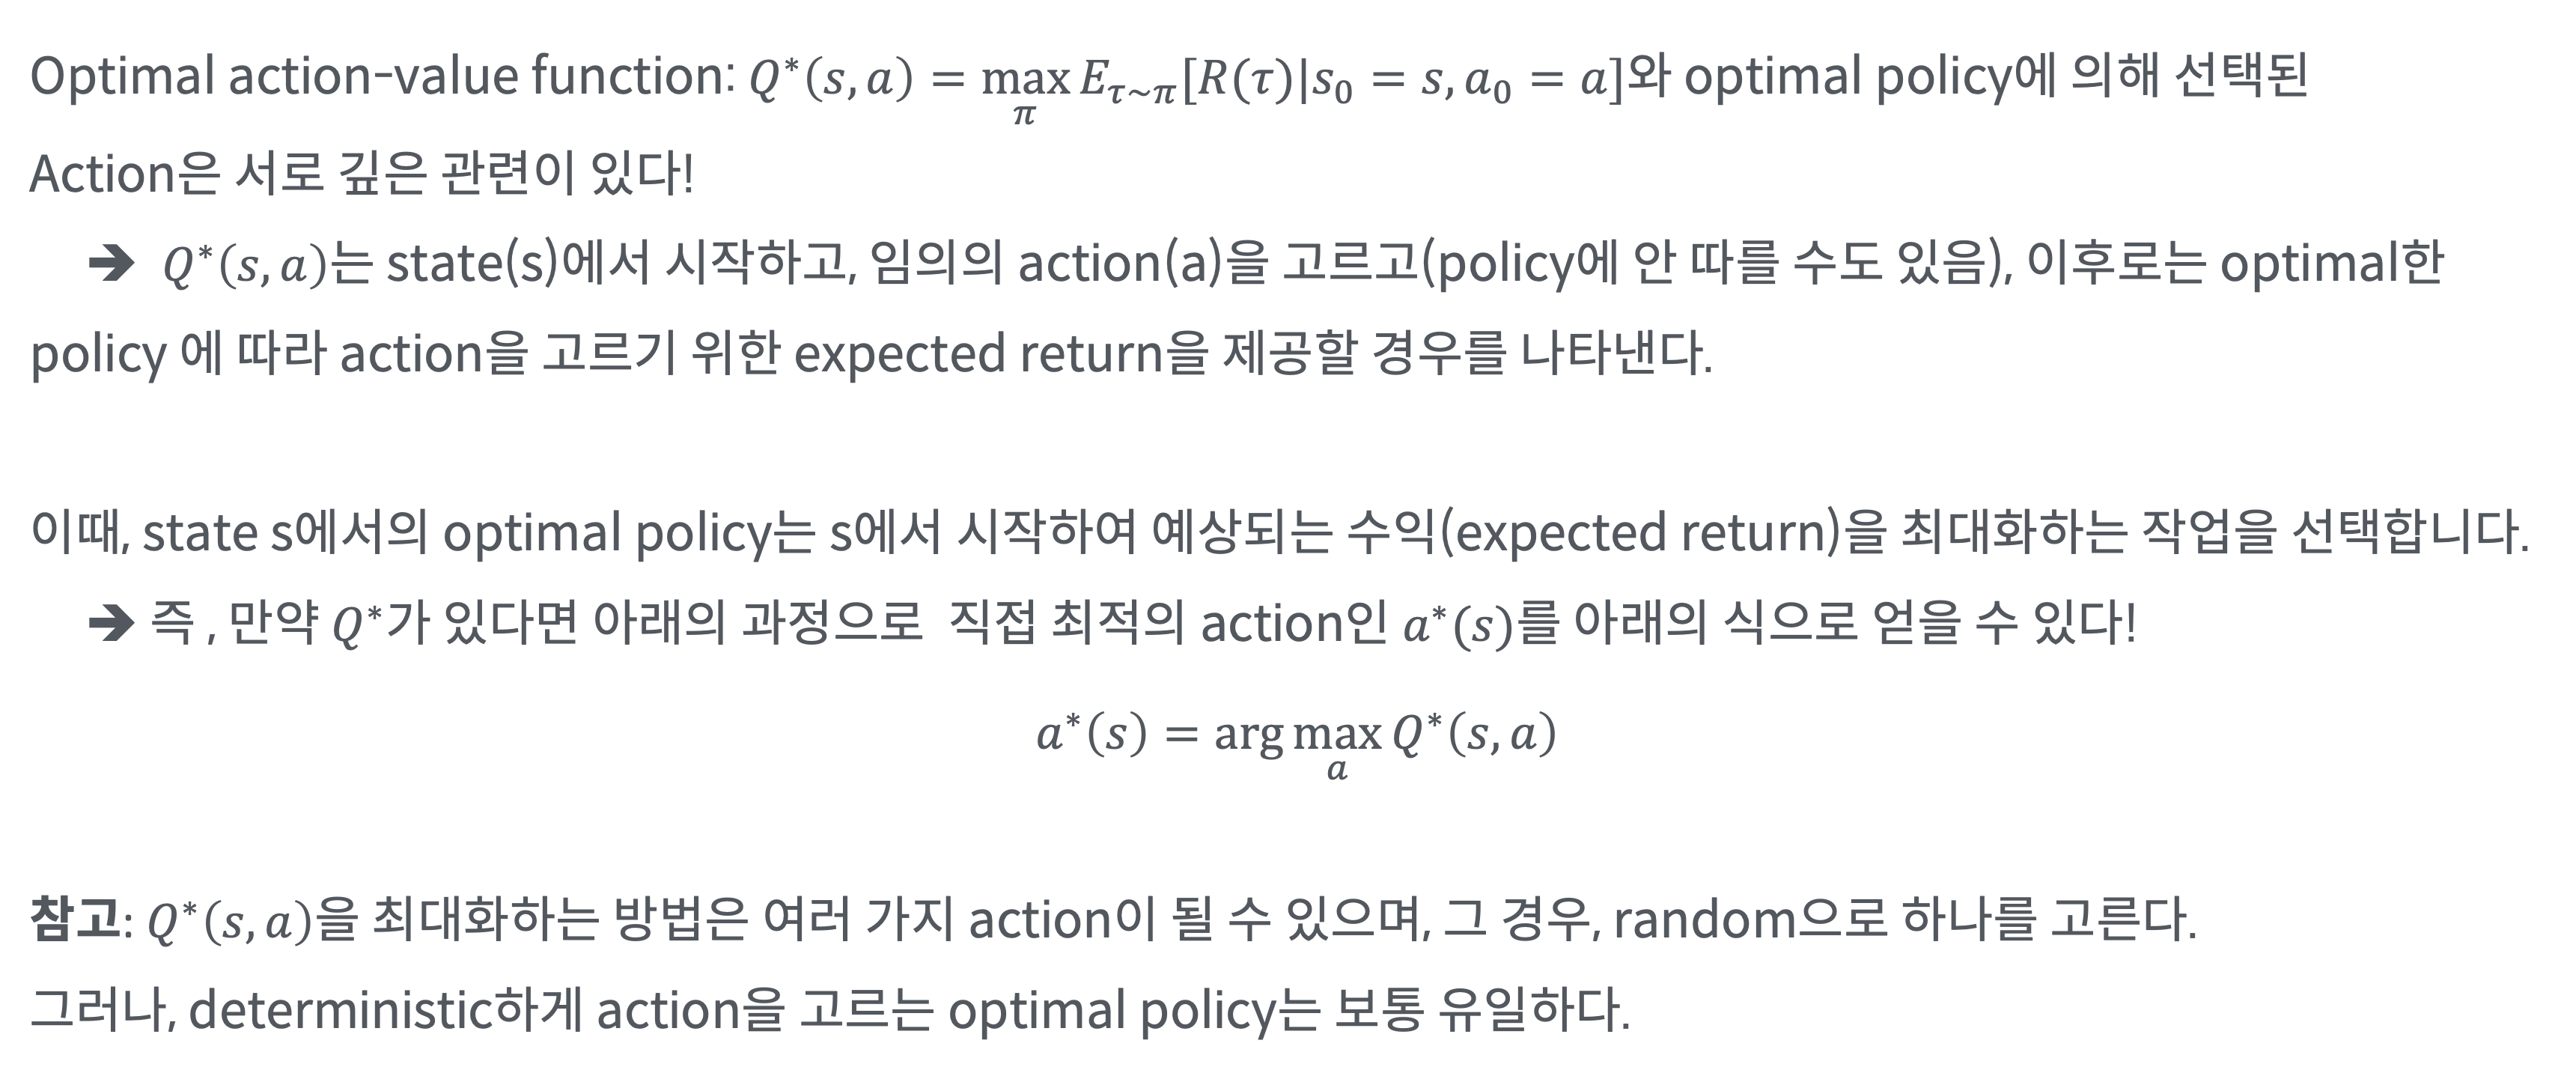 Optimal action-value function: Q*(s, a) = max_π E_{τ~π}[R(τ)|s₀ = s, a₀ = a]와 optimal policy에 의해 선택된
Action은 서로 깊은 관련이 있다!
➔ Q*(s, a)는 state(s)에서 시작하고, 임의의 action(a)을 고르고(policy에 안 따를 수도 있음), 이후로는 optimal한
policy 에 따라 action을 고르기 위한 expected return을 제공할 경우를 나타낸다.
이때, state s에서의 optimal policy는 s에서 시작하여 예상되는 수익(expected return)을 최대화하는 작업을 선택합니다.
➔ 즉 , 만약 Q*가 있다면 아래의 과정으로 직접 최적의 action인 a*(s)를 아래의 식으로 얻을 수 있다!
a*(s) = arg max_a Q*(s, a)
참고: Q*(s, a)을 최대화하는 방법은 여러 가지 action이 될 수 있으며, 그 경우, random으로 하나를 고른다.
그러나, deterministic하게 action을 고르는 optimal policy는 보통 유일하다.